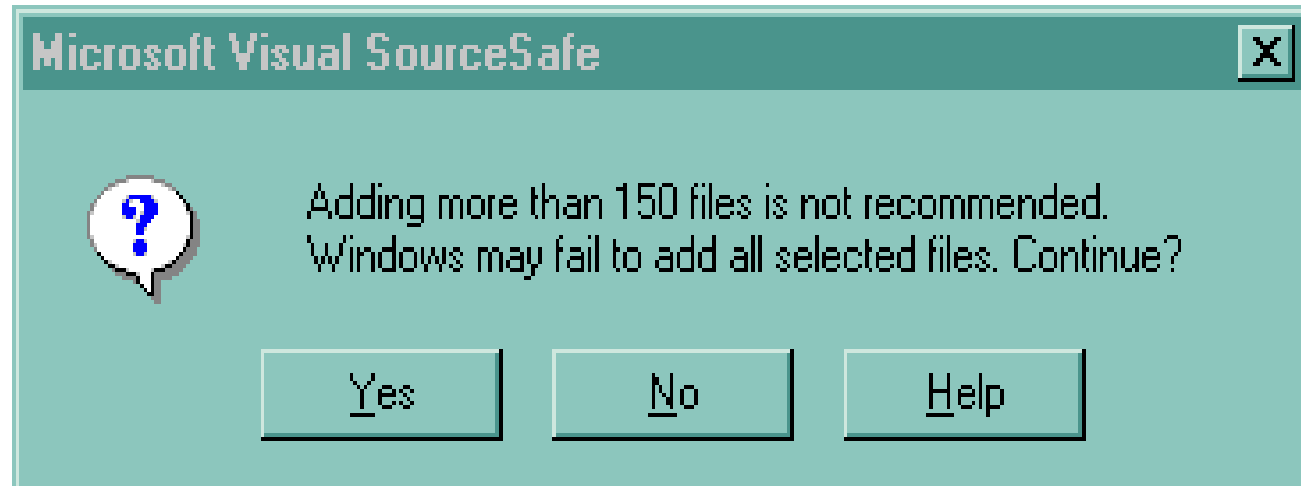 Microsoft Visual SourceSafe
Adding more than 150 files is not recommended.
Windows may fail to add all selected files. Continue?
Yes No Help